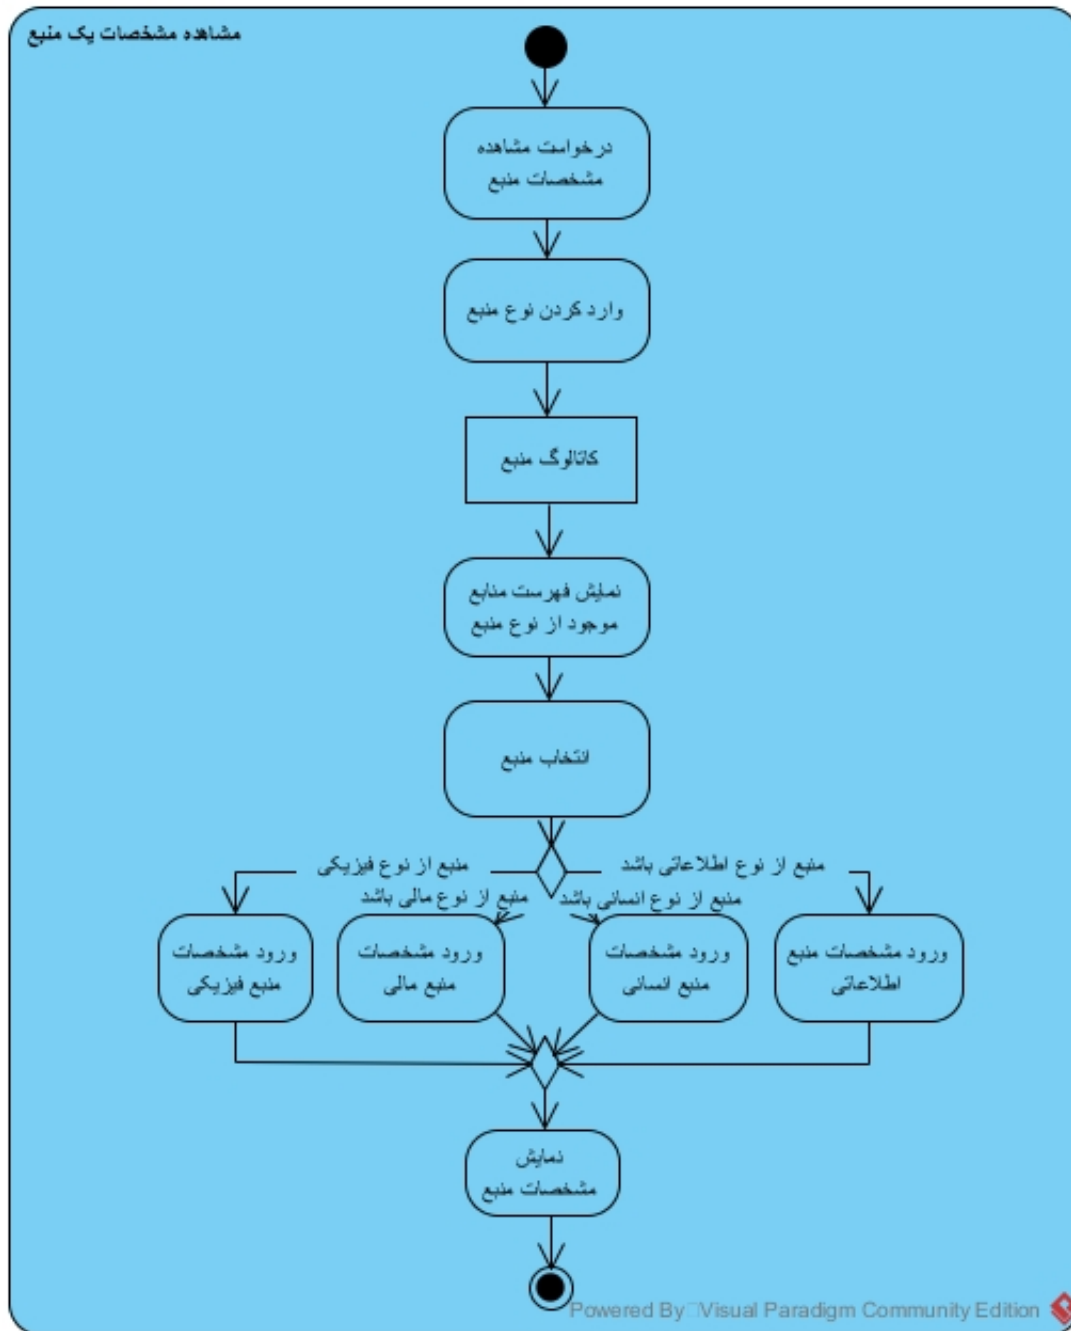 مشاهده مشخصات یک منبع
درخواست مشاهده
مشخصات منبع
وارد کردن نوع منبع
کاتالوگ منبع
نمایش فهرست منابع
موجود از نوع منبع
انتخاب منبع
منبع از نوع اطلاعاتی باشد
منبع از نوع فیزیکی
منبع از نوع انسانی باشد
منبع از نوع مالی باشد
ورود مشخصات منبع
اطلاعاتی
ورود مشخصات
منبع انسانی
ورود مشخصات
منبع مالی
ورود مشخصات
منبع فیزیکی
نمایش
مشخصات منبع
Powered By Visual Paradigm Community Edition